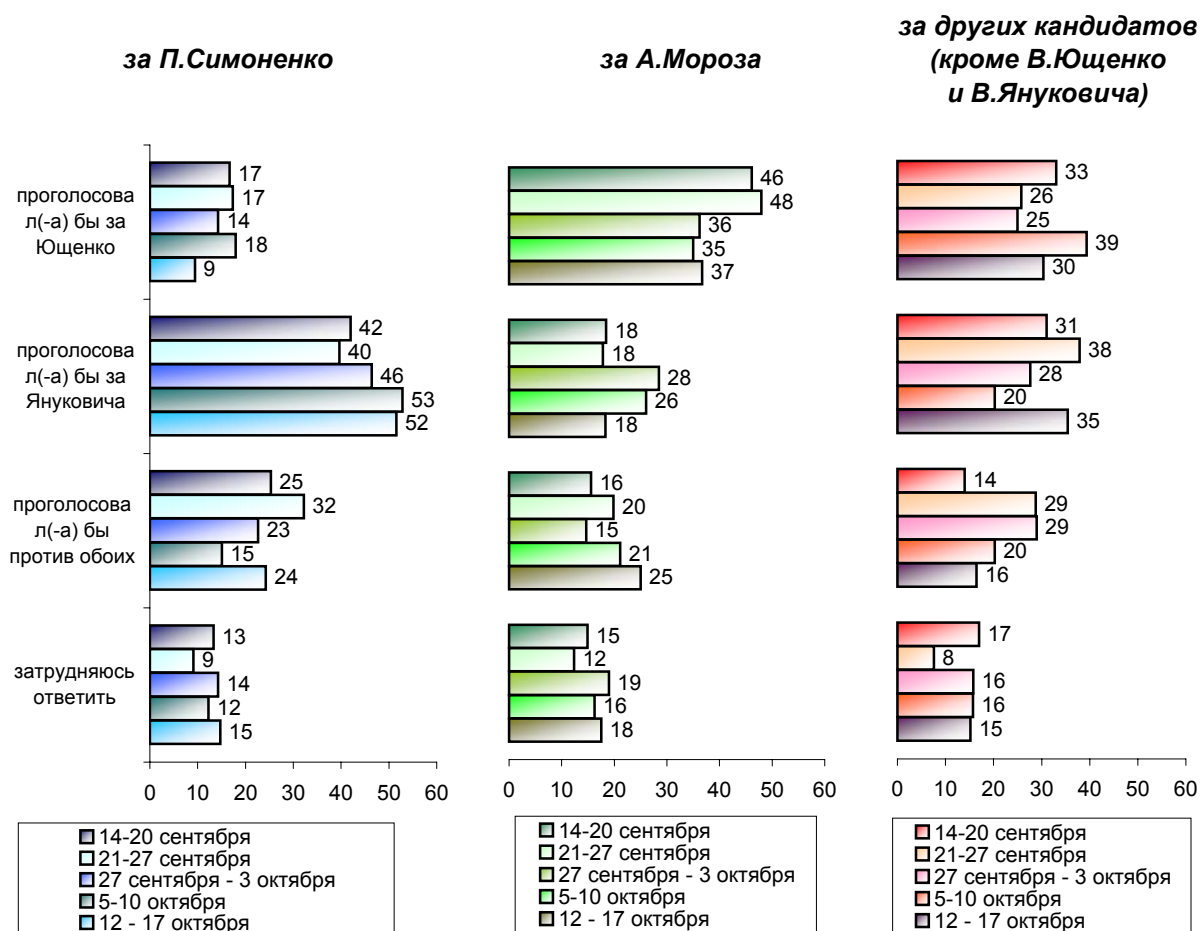 за П.Симоненко
за А.Мороза
за других кандидатов
(кроме В.Ющенко
и В.Януковича)
проголосова
л(-а) бы за
Ющенко
проголосова
л(-а) бы за
Януковича
проголосова
л(-а) бы
против обоих
затрудняюсь
ответить
17
17
14
18
9
42
40
46
53
52
25
32
23
15
24
13
9
14
12
15
0 10 20 30 40 50 60
14-20 сентября
21-27 сентября
27 сентября - 3 октября
5-10 октября
12 - 17 октября
46
48
36
35
37
18
18
28
26
18
16
20
15
21
25
15
12
19
16
18
0 10 20 30 40 50 60
14-20 сентября
21-27 сентября
27 сентября - 3 октября
5-10 октября
12 - 17 октября
33
26
25
39
30
31
38
28
20
35
14
29
29
20
16
17
8
16
16
15
0 10 20 30 40 50 60
14-20 сентября
21-27 сентября
27 сентября - 3 октября
5-10 октября
12 - 17 октября